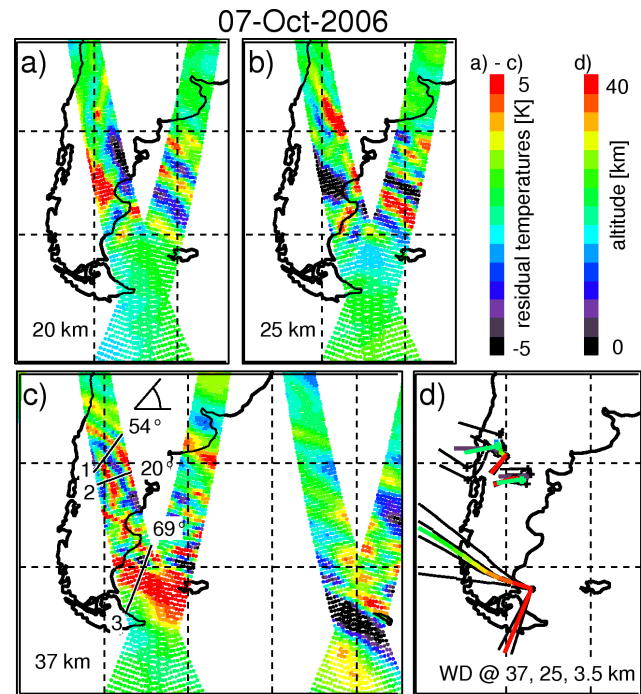 07-Oct-2006
a)
b)
a) - c)
d)
5
40
residual temperatures [K]
altitude [km]
20 km
25 km
-5
0
c)
d)
54°
1
20°
2
69°
3
37 km
WD @ 37, 25, 3.5 km